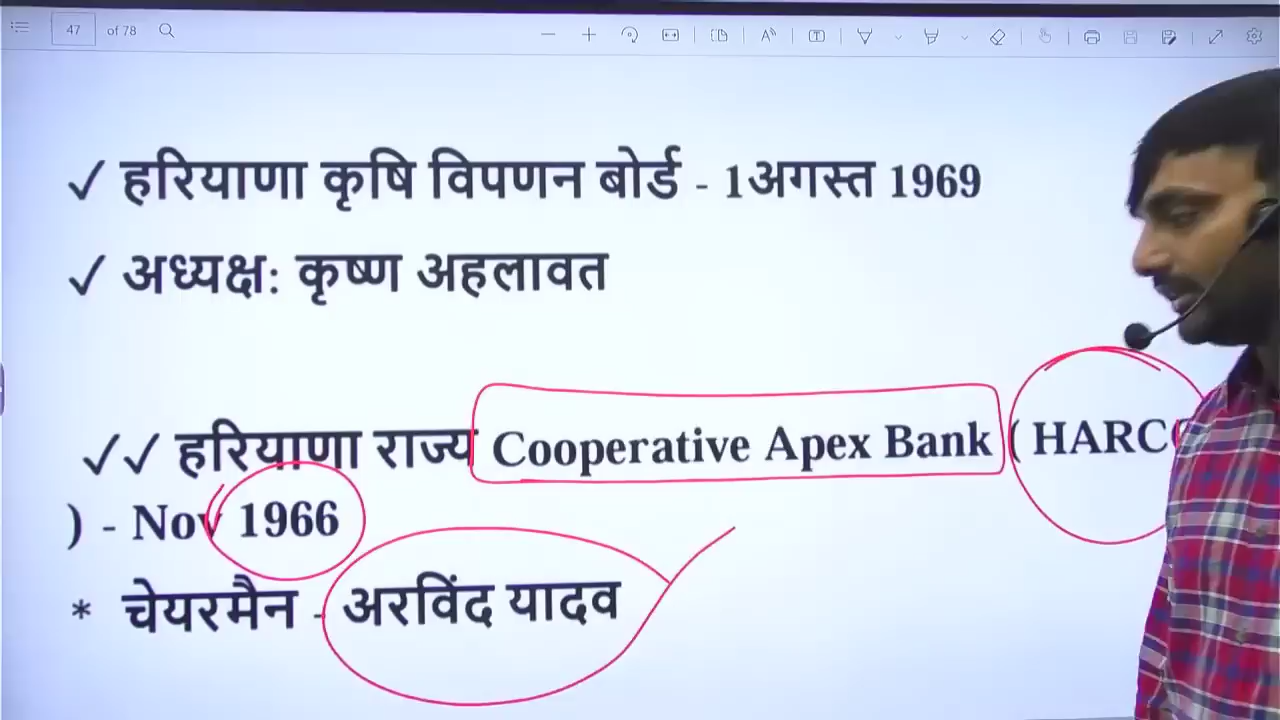 47 of 78
✓ हरियाणा कृषि विपणन बोर्ड - 1अगस्त 1969
✓ अध्यक्ष: कृष्ण अहलावत
✓✓ हरियाणा राज्य Cooperative Apex Bank ( HARC
) - Nov 1966
* चेयरमैन - अरविंद यादव